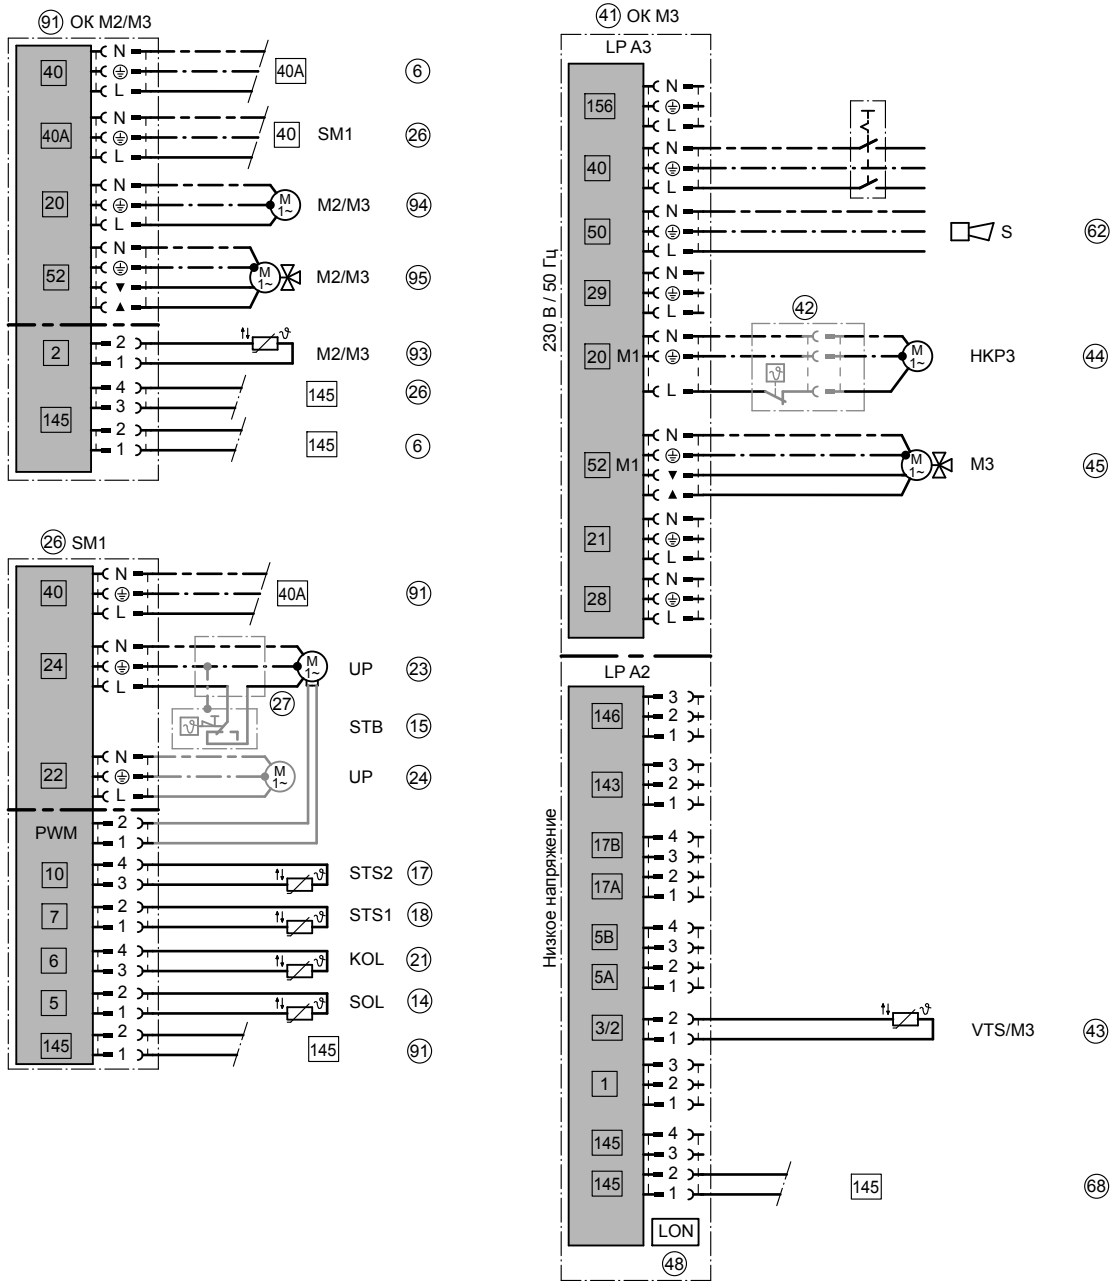 91 ОК M2/M3
N
40
40A
6
L
N
40A
40 SM1
26
L
N
20
M 1~
M2/M3
94
L
N
52
M 1~
M2/M3
95
2
2
ϑ
M2/M3
93
1
4
145
26
3
145
2
145
6
1
26 SM1
N
40
40A
91
L
N
24
M 1~
UP
23
L
27
ϑ
STB
15
N
22
M 1~
UP
24
L
PWM
2
1
4
10
ϑ
STS2
17
3
2
7
ϑ
STS1
18
1
4
6
ϑ
KOL
21
3
2
5
ϑ
SOL
14
1
2
145
145
91
1
41 ОК М3
LP A3
230 В / 50 Гц
N
156
L
N
40
L
N
50
S
62
L
N
29
L
42
N
20 M1
M 1~
HKP3
44
ϑ
L
N
52 M1
M 1~
M3
45
N
21
L
N
28
L
LP A2
Низкое напряжение
3
146
2
1
3
143
2
1
4
17B
3
2
17A
1
4
5B
3
2
5A
1
2
ϑ
3/2
VTS/M3
43
1
3
1
2
1
4
145
3
2
145
145
68
1
LON
48